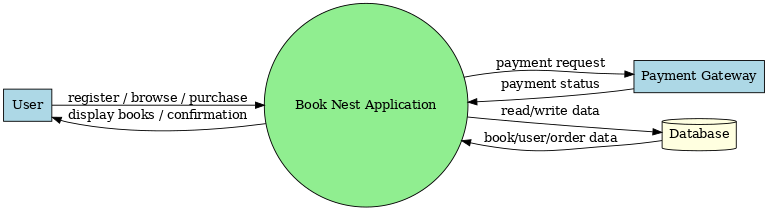 User
register / browse / purchase
display books / confirmation
Book Nest Application
payment request
payment status
Payment Gateway
read/write data
book/user/order data
Database